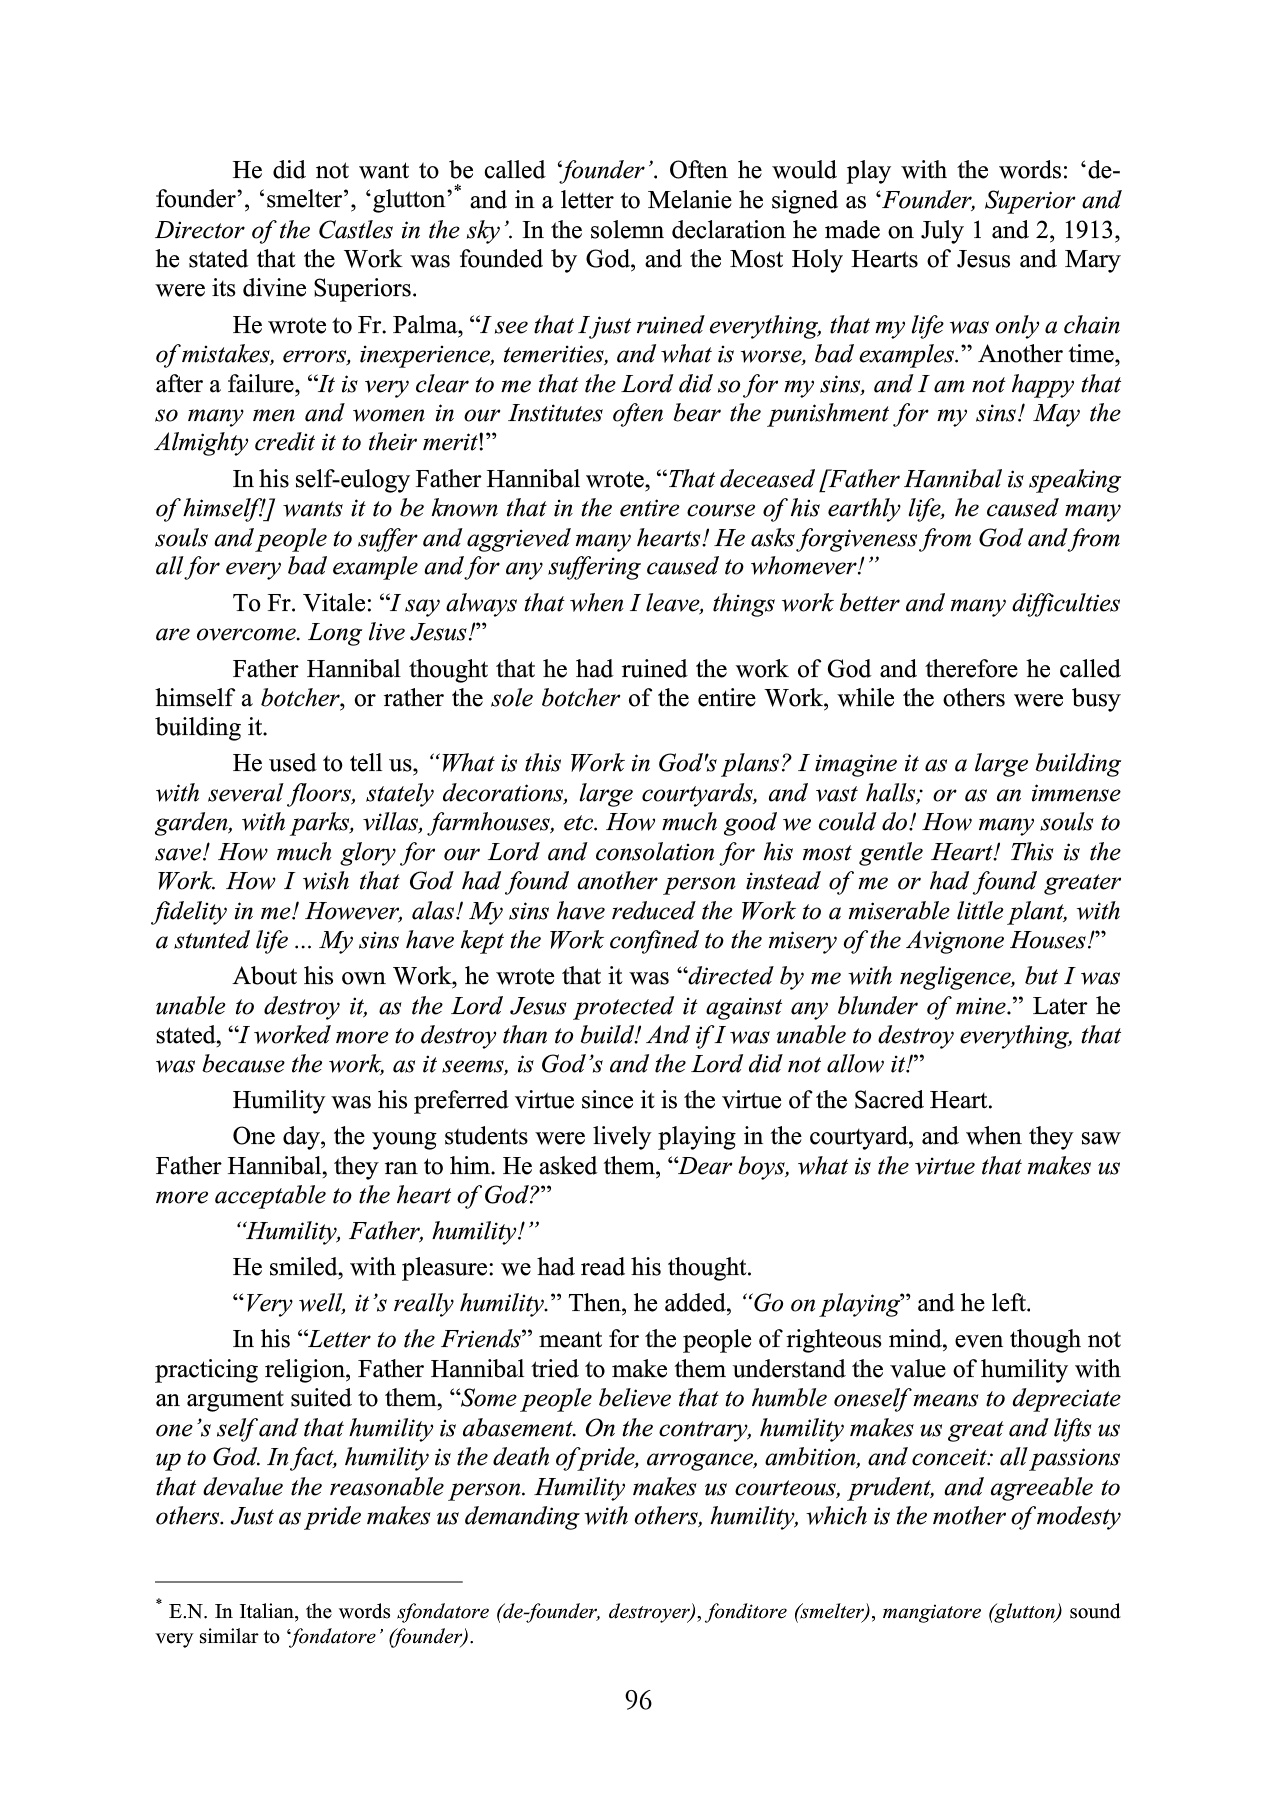 He did not want to be called ‘founder’. Often he would play with the words: ‘de-
founder’, ‘smelter’, ‘glutton’* and in a letter to Melanie he signed as ‘Founder, Superior and
Director of the Castles in the sky’. In the solemn declaration he made on July 1 and 2, 1913,
he stated that the Work was founded by God, and the Most Holy Hearts of Jesus and Mary
were its divine Superiors.
He wrote to Fr. Palma, “I see that I just ruined everything, that my life was only a chain
of mistakes, errors, inexperience, temerities, and what is worse, bad examples.” Another time,
after a failure, “It is very clear to me that the Lord did so for my sins, and I am not happy that
so many men and women in our Institutes often bear the punishment for my sins! May the
Almighty credit it to their merit!”
In his self-eulogy Father Hannibal wrote, “That deceased [Father Hannibal is speaking
of himself!] wants it to be known that in the entire course of his earthly life, he caused many
souls and people to suffer and aggrieved many hearts! He asks forgiveness from God and from
all for every bad example and for any suffering caused to whomever!”
To Fr. Vitale: “I say always that when I leave, things work better and many difficulties
are overcome. Long live Jesus!”
Father Hannibal thought that he had ruined the work of God and therefore he called
himself a botcher, or rather the sole botcher of the entire Work, while the others were busy
building it.
He used to tell us, “What is this Work in God's plans? I imagine it as a large building
with several floors, stately decorations, large courtyards, and vast halls; or as an immense
garden, with parks, villas, farmhouses, etc. How much good we could do! How many souls to
save! How much glory for our Lord and consolation for his most gentle Heart! This is the
Work. How I wish that God had found another person instead of me or had found greater
fidelity in me! However, alas! My sins have reduced the Work to a miserable little plant, with
a stunted life ... My sins have kept the Work confined to the misery of the Avignone Houses!”
About his own Work, he wrote that it was “directed by me with negligence, but I was
unable to destroy it, as the Lord Jesus protected it against any blunder of mine.” Later he
stated, “I worked more to destroy than to build! And if I was unable to destroy everything, that
was because the work, as it seems, is God’s and the Lord did not allow it!”
Humility was his preferred virtue since it is the virtue of the Sacred Heart.
One day, the young students were lively playing in the courtyard, and when they saw
Father Hannibal, they ran to him. He asked them, “Dear boys, what is the virtue that makes us
more acceptable to the heart of God?”
“Humility, Father, humility!”
He smiled, with pleasure: we had read his thought.
“Very well, it’s really humility.” Then, he added, “Go on playing” and he left.
In his “Letter to the Friends” meant for the people of righteous mind, even though not
practicing religion, Father Hannibal tried to make them understand the value of humility with
an argument suited to them, “Some people believe that to humble oneself means to depreciate
one’s self and that humility is abasement. On the contrary, humility makes us great and lifts us
up to God. In fact, humility is the death of pride, arrogance, ambition, and conceit: all passions
that devalue the reasonable person. Humility makes us courteous, prudent, and agreeable to
others. Just as pride makes us demanding with others, humility, which is the mother of modesty
* E.N. In Italian, the words sfondatore (de-founder, destroyer), fonditore (smelter), mangiatore (glutton) sound
very similar to ‘fondatore’ (founder).
96